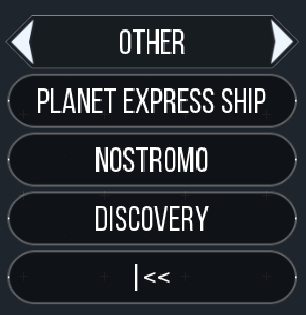 OTHER
PLANET EXPRESS SHIP
NOSTROMO
DISCOVERY
|<<